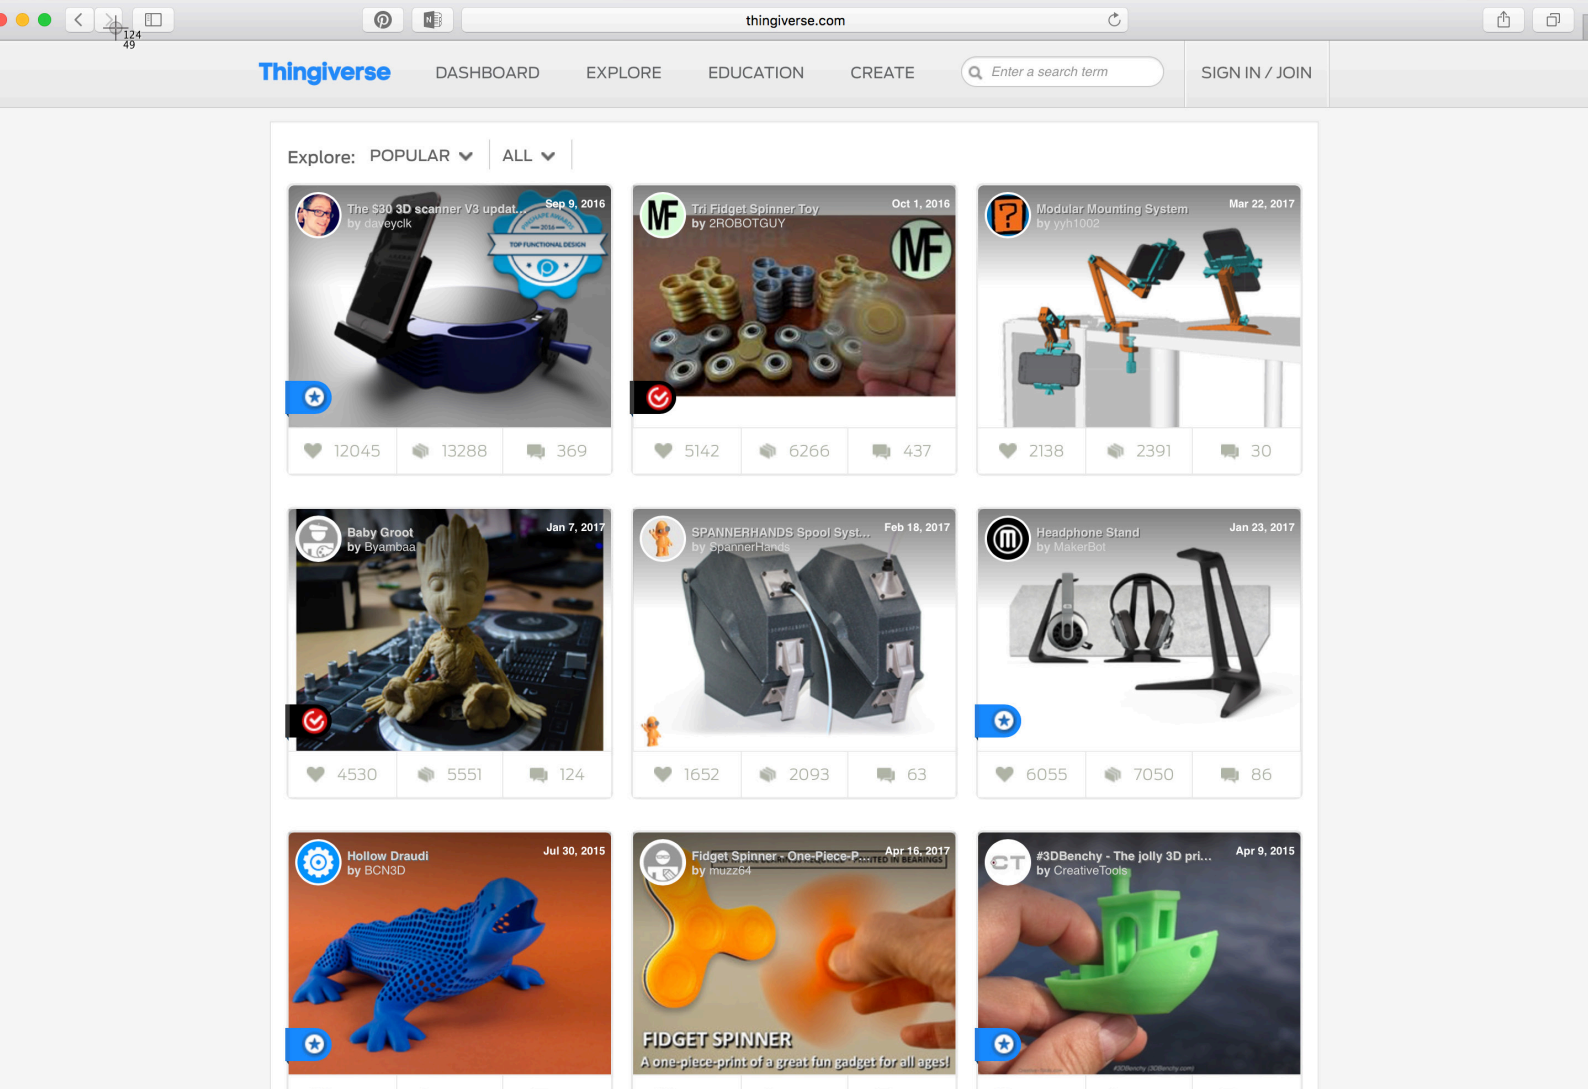 124
49
thingiverse.com
Thingiverse
DASHBOARD
EXPLORE
EDUCATION
CREATE
Enter a search term
SIGN IN / JOIN
Explore:
POPULAR
ALL
The $30 3D scanner V3 updat...
by daveyclk
Sep 9, 2016
2016
TOP FUNCTIONAL DESIGN
12045
13288
369
Tri Fidget Spinner Toy
by 2ROBOTGUY
Oct 1, 2016
MF
MF
5142
6266
437
Modular Mounting System
by yyh1002
Mar 22, 2017
2138
2391
30
Baby Groot
by Byambaa
Jan 7, 2017
4530
5551
124
SPANNERHANDS Spool Syst...
by SpannerHands
Feb 18, 2017
1652
2093
63
Headphone Stand
by MakerBot
Jan 23, 2017
6055
7050
86
Hollow Draudi
by BCN3D
Jul 30, 2015
Fidget Spinner - One-Piece-P...
by muzz64
Apr 16, 2017
IN BEARINGS
FIDGET SPINNER
A one-piece-print of a great fun gadget for all ages!
CT
#3DBenchy - The jolly 3D pri...
by CreativeTools
Apr 9, 2015
#3DBenchy (3DBenchy.com)